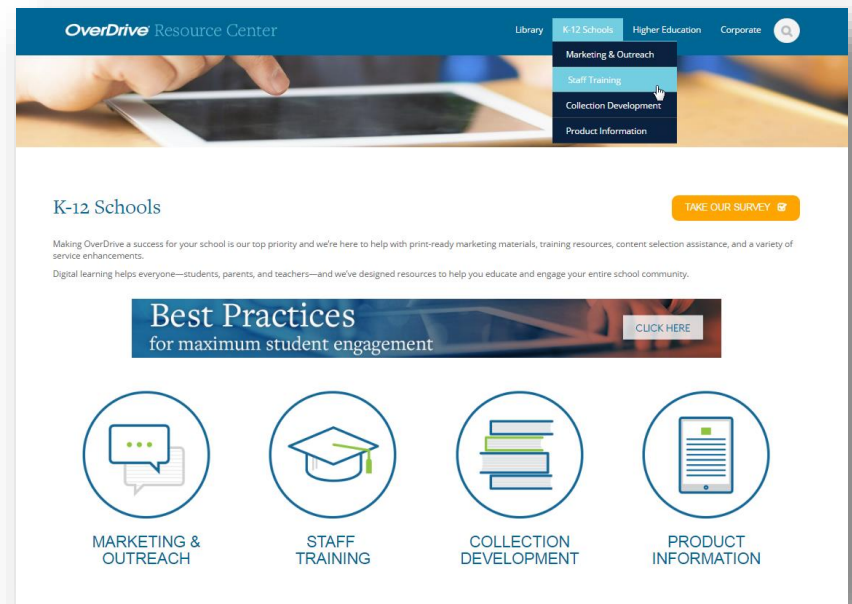 OverDrive Resource Center
Library K-12 Schools Higher Education Corporate
Marketing & Outreach
Staff Training
Collection Development
Product Information
K-12 Schools
TAKE OUR SURVEY
Making OverDrive a success for your school is our top priority and we're here to help with print-ready marketing materials, training resources, content selection assistance, and a variety of
service enhancements.
Digital learning helps everyone—students, parents, and teachers—and we've designed resources to help you educate and engage your entire school community.
Best Practices
for maximum student engagement
CLICK HERE
MARKETING &
OUTREACH
STAFF
TRAINING
COLLECTION
DEVELOPMENT
PRODUCT
INFORMATION